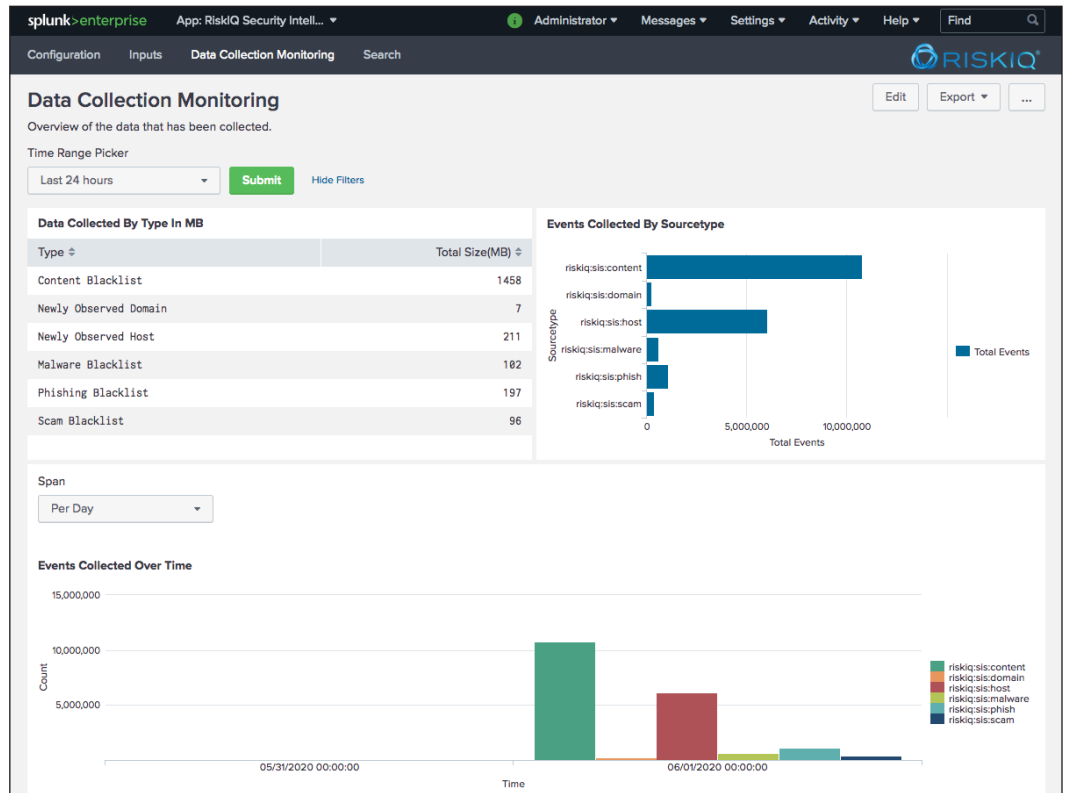 splunk>enterprise App: RiskIQ Security Intell... i Administrator Messages Settings Activity Help Find
Configuration Inputs Data Collection Monitoring Search RISKIQ
Data Collection Monitoring Edit Export ...
Overview of the data that has been collected.
Time Range Picker
Last 24 hours Submit Hide Filters
Data Collected By Type In MB
Type Total Size(MB)
Content Blacklist 1458
Newly Observed Domain 7
Newly Observed Host 211
Malware Blacklist 102
Phishing Blacklist 197
Scam Blacklist 96
Events Collected By Sourcetype
Sourcetype
riskiq:sis:content
riskiq:sis:domain
riskiq:sis:host
riskiq:sis:malware
riskiq:sis:phish
riskiq:sis:scam
0 5,000,000 10,000,000
Total Events
Total Events
Span
Per Day
Events Collected Over Time
15,000,000
10,000,000
5,000,000
Count
05/31/2020 00:00:00 06/01/2020 00:00:00
Time
riskiq:sis:content
riskiq:sis:domain
riskiq:sis:host
riskiq:sis:malware
riskiq:sis:phish
riskiq:sis:scam